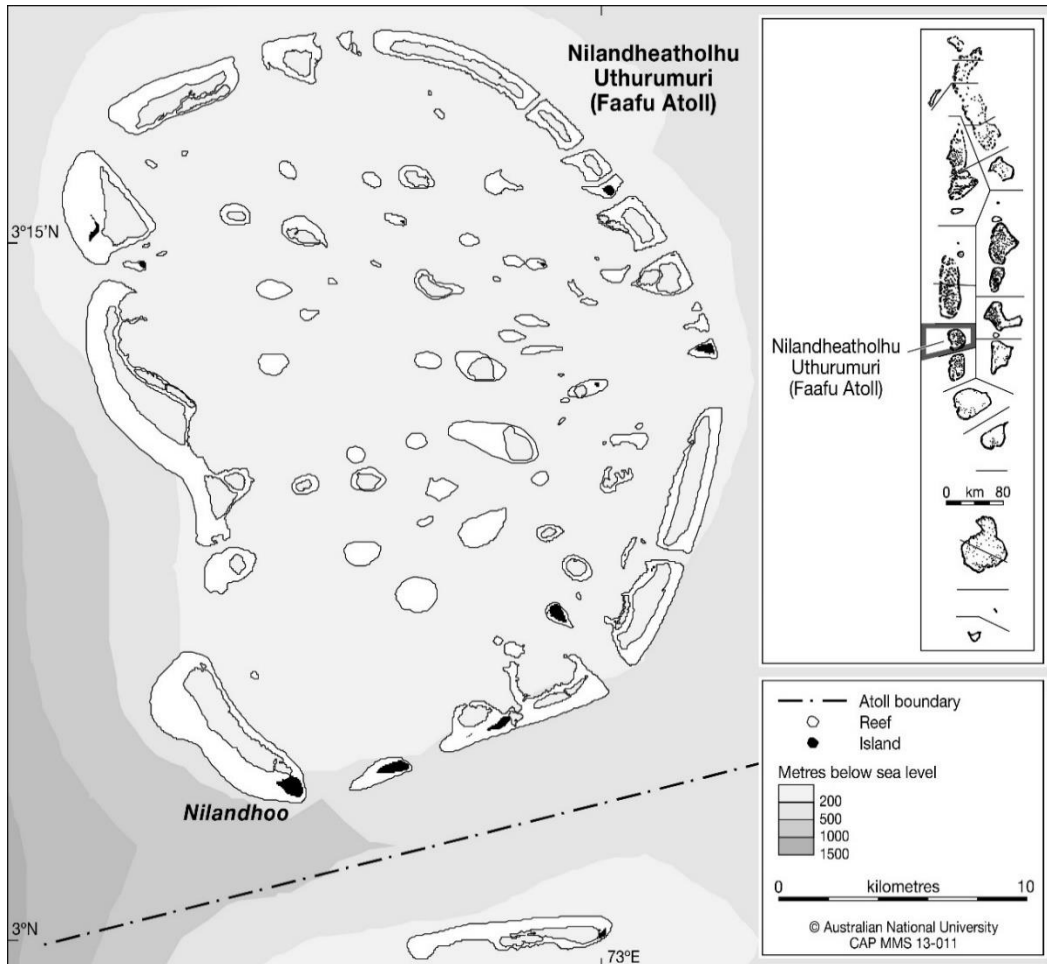 Nilandheatholhu
Uthurumuri
(Faafu Atoll)
3°15'N
Nilandhoo
3°N
73°E
Nilandheatholhu
Uthurumuri
(Faafu Atoll)
0 km 80
Atoll boundary
Reef
Island
Metres below sea level
200
500
1000
1500
0 kilometres 10
© Australian National University
CAP MMS 13-011